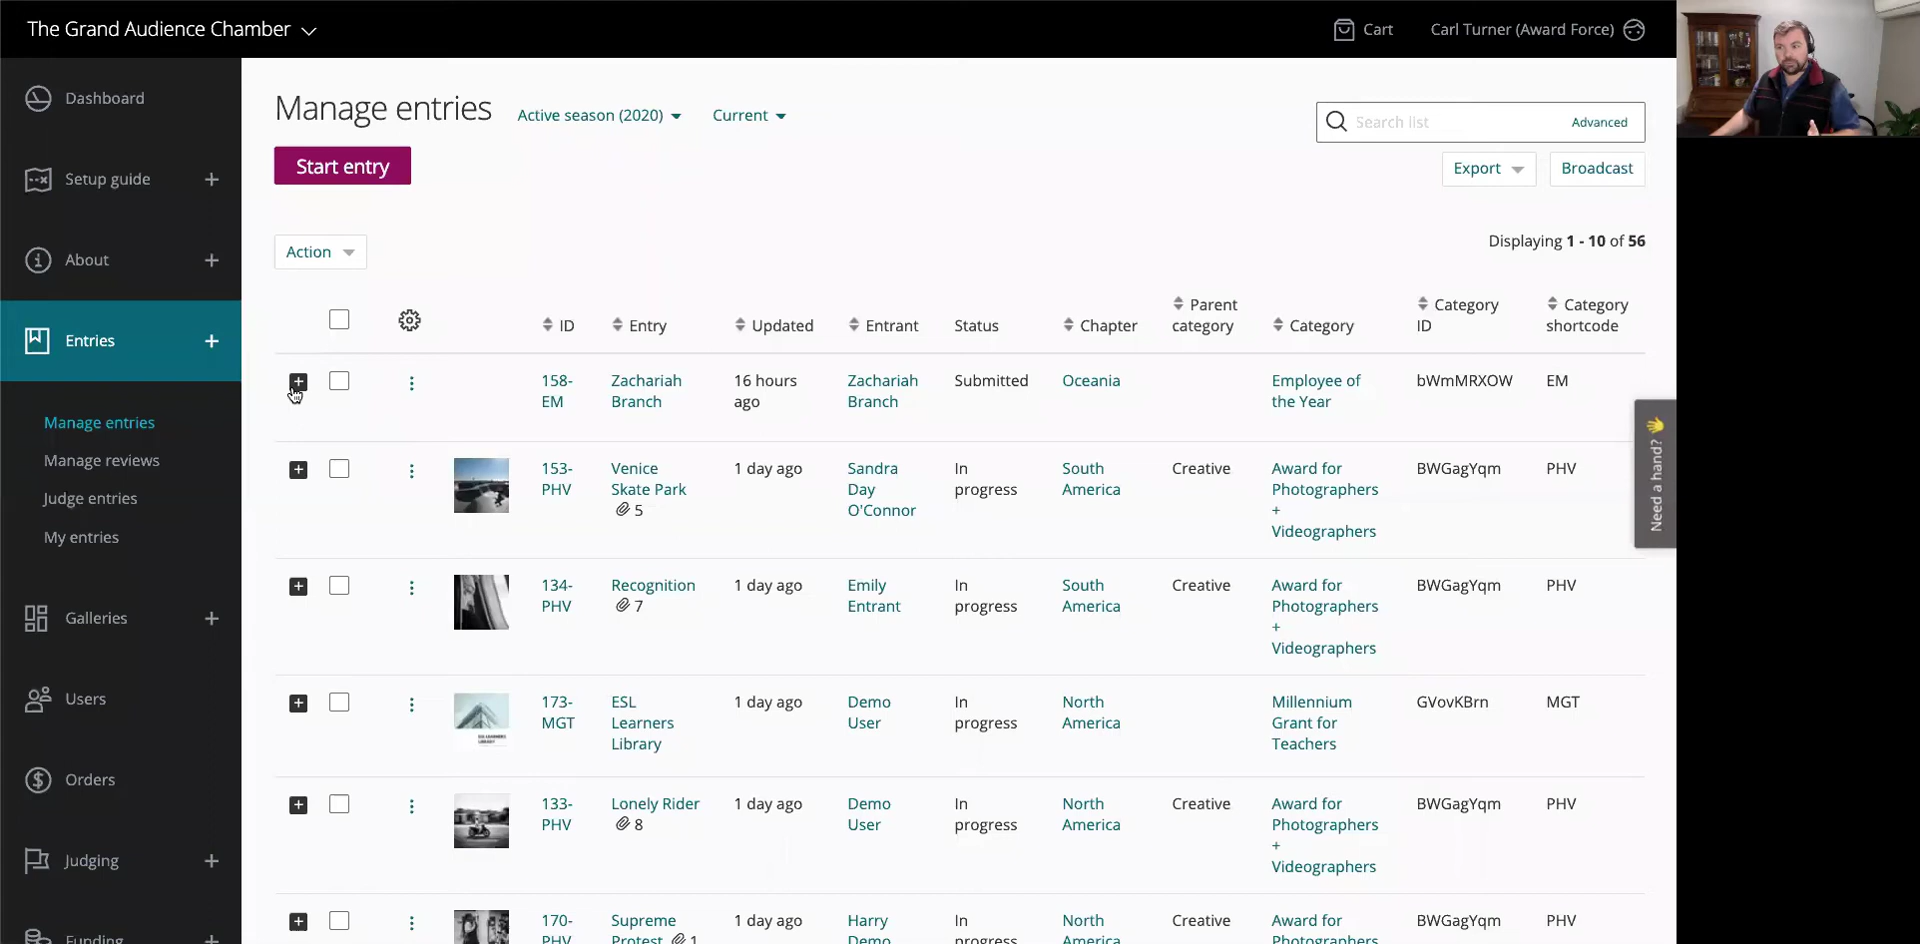 The Grand Audience Chamber
Cart
Carl Turner (Award Force)
Dashboard
Setup guide
About
Entries
Manage entries
Manage reviews
Judge entries
My entries
Galleries
Users
Orders
Judging
Funding
Manage entries
Active season (2020)
Current
Search list
Advanced
Start entry
Export
Broadcast
Action
Displaying 1 - 10 of 56
ID
Entry
Updated
Entrant
Status
Chapter
Parent
category
Category
Category
ID
Category
shortcode
158-
EM
Zachariah
Branch
16 hours
ago
Zachariah
Branch
Submitted
Oceania
Employee of
the Year
bWmMRXOW
EM
153-
PHV
Venice
Skate Park
5
1 day ago
Sandra
Day
O'Connor
In
progress
South
America
Creative
Award for
Photographers
+
Videographers
BWGagYqm
PHV
134-
PHV
Recognition
7
1 day ago
Emily
Entrant
In
progress
South
America
Creative
Award for
Photographers
+
Videographers
BWGagYqm
PHV
173-
MGT
ESL
Learners
Library
1 day ago
Demo
User
In
progress
North
America
Millennium
Grant for
Teachers
GVovKBrn
MGT
133-
PHV
Lonely Rider
8
1 day ago
Demo
User
In
progress
North
America
Creative
Award for
Photographers
+
Videographers
BWGagYqm
PHV
170-
PHV
Supreme
Protest 1
1 day ago
Harry
Demo
In
progress
North
America
Creative
Award for
Photographers
BWGagYqm
PHV
Need a hand? 👋